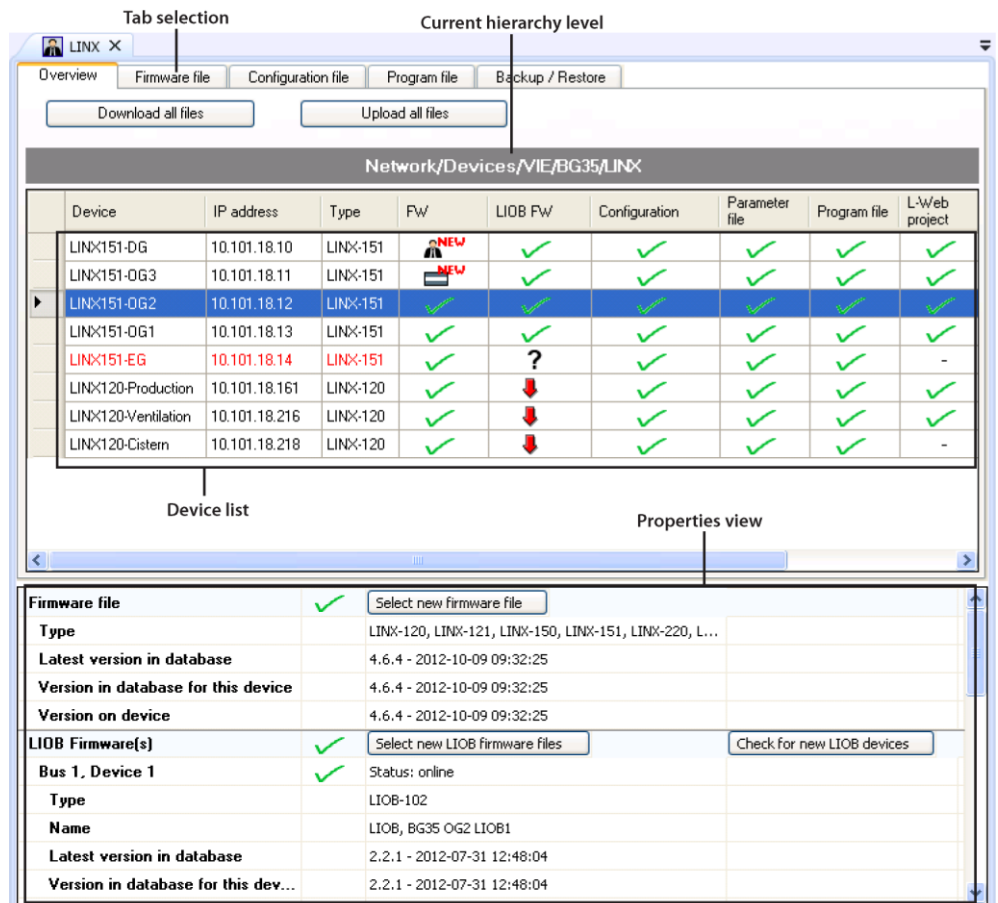 Tab selection
Current hierarchy level
LINX
Overview Firmware file Configuration file Program file Backup / Restore
Download all files Upload all files
Network/Devices/VIE/BG35/LINX
Device IP address Type FW LIOB FW Configuration Parameter file Program file L-Web project
LINX151-DG 10.101.18.10 LINX-151 NEW
LINX151-OG3 10.101.18.11 LINX-151 NEW
LINX151-OG2 10.101.18.12 LINX-151
LINX151-OG1 10.101.18.13 LINX-151
LINX151-EG 10.101.18.14 LINX-151 ? -
LINX120-Production 10.101.18.161 LINX-120
LINX120-Ventilation 10.101.18.216 LINX-120
LINX120-Cistern 10.101.18.218 LINX-120 -
Device list
Properties view
Firmware file Select new firmware file
Type LINX-120, LINX-121, LINX-150, LINX-151, LINX-220, L...
Latest version in database 4.6.4 - 2012-10-09 09:32:25
Version in database for this device 4.6.4 - 2012-10-09 09:32:25
Version on device 4.6.4 - 2012-10-09 09:32:25
LIOB Firmware(s) Select new LIOB firmware files Check for new LIOB devices
Bus 1, Device 1 Status: online
Type LIOB-102
Name LIOB, BG35 OG2 LIOB1
Latest version in database 2.2.1 - 2012-07-31 12:48:04
Version in database for this dev... 2.2.1 - 2012-07-31 12:48:04